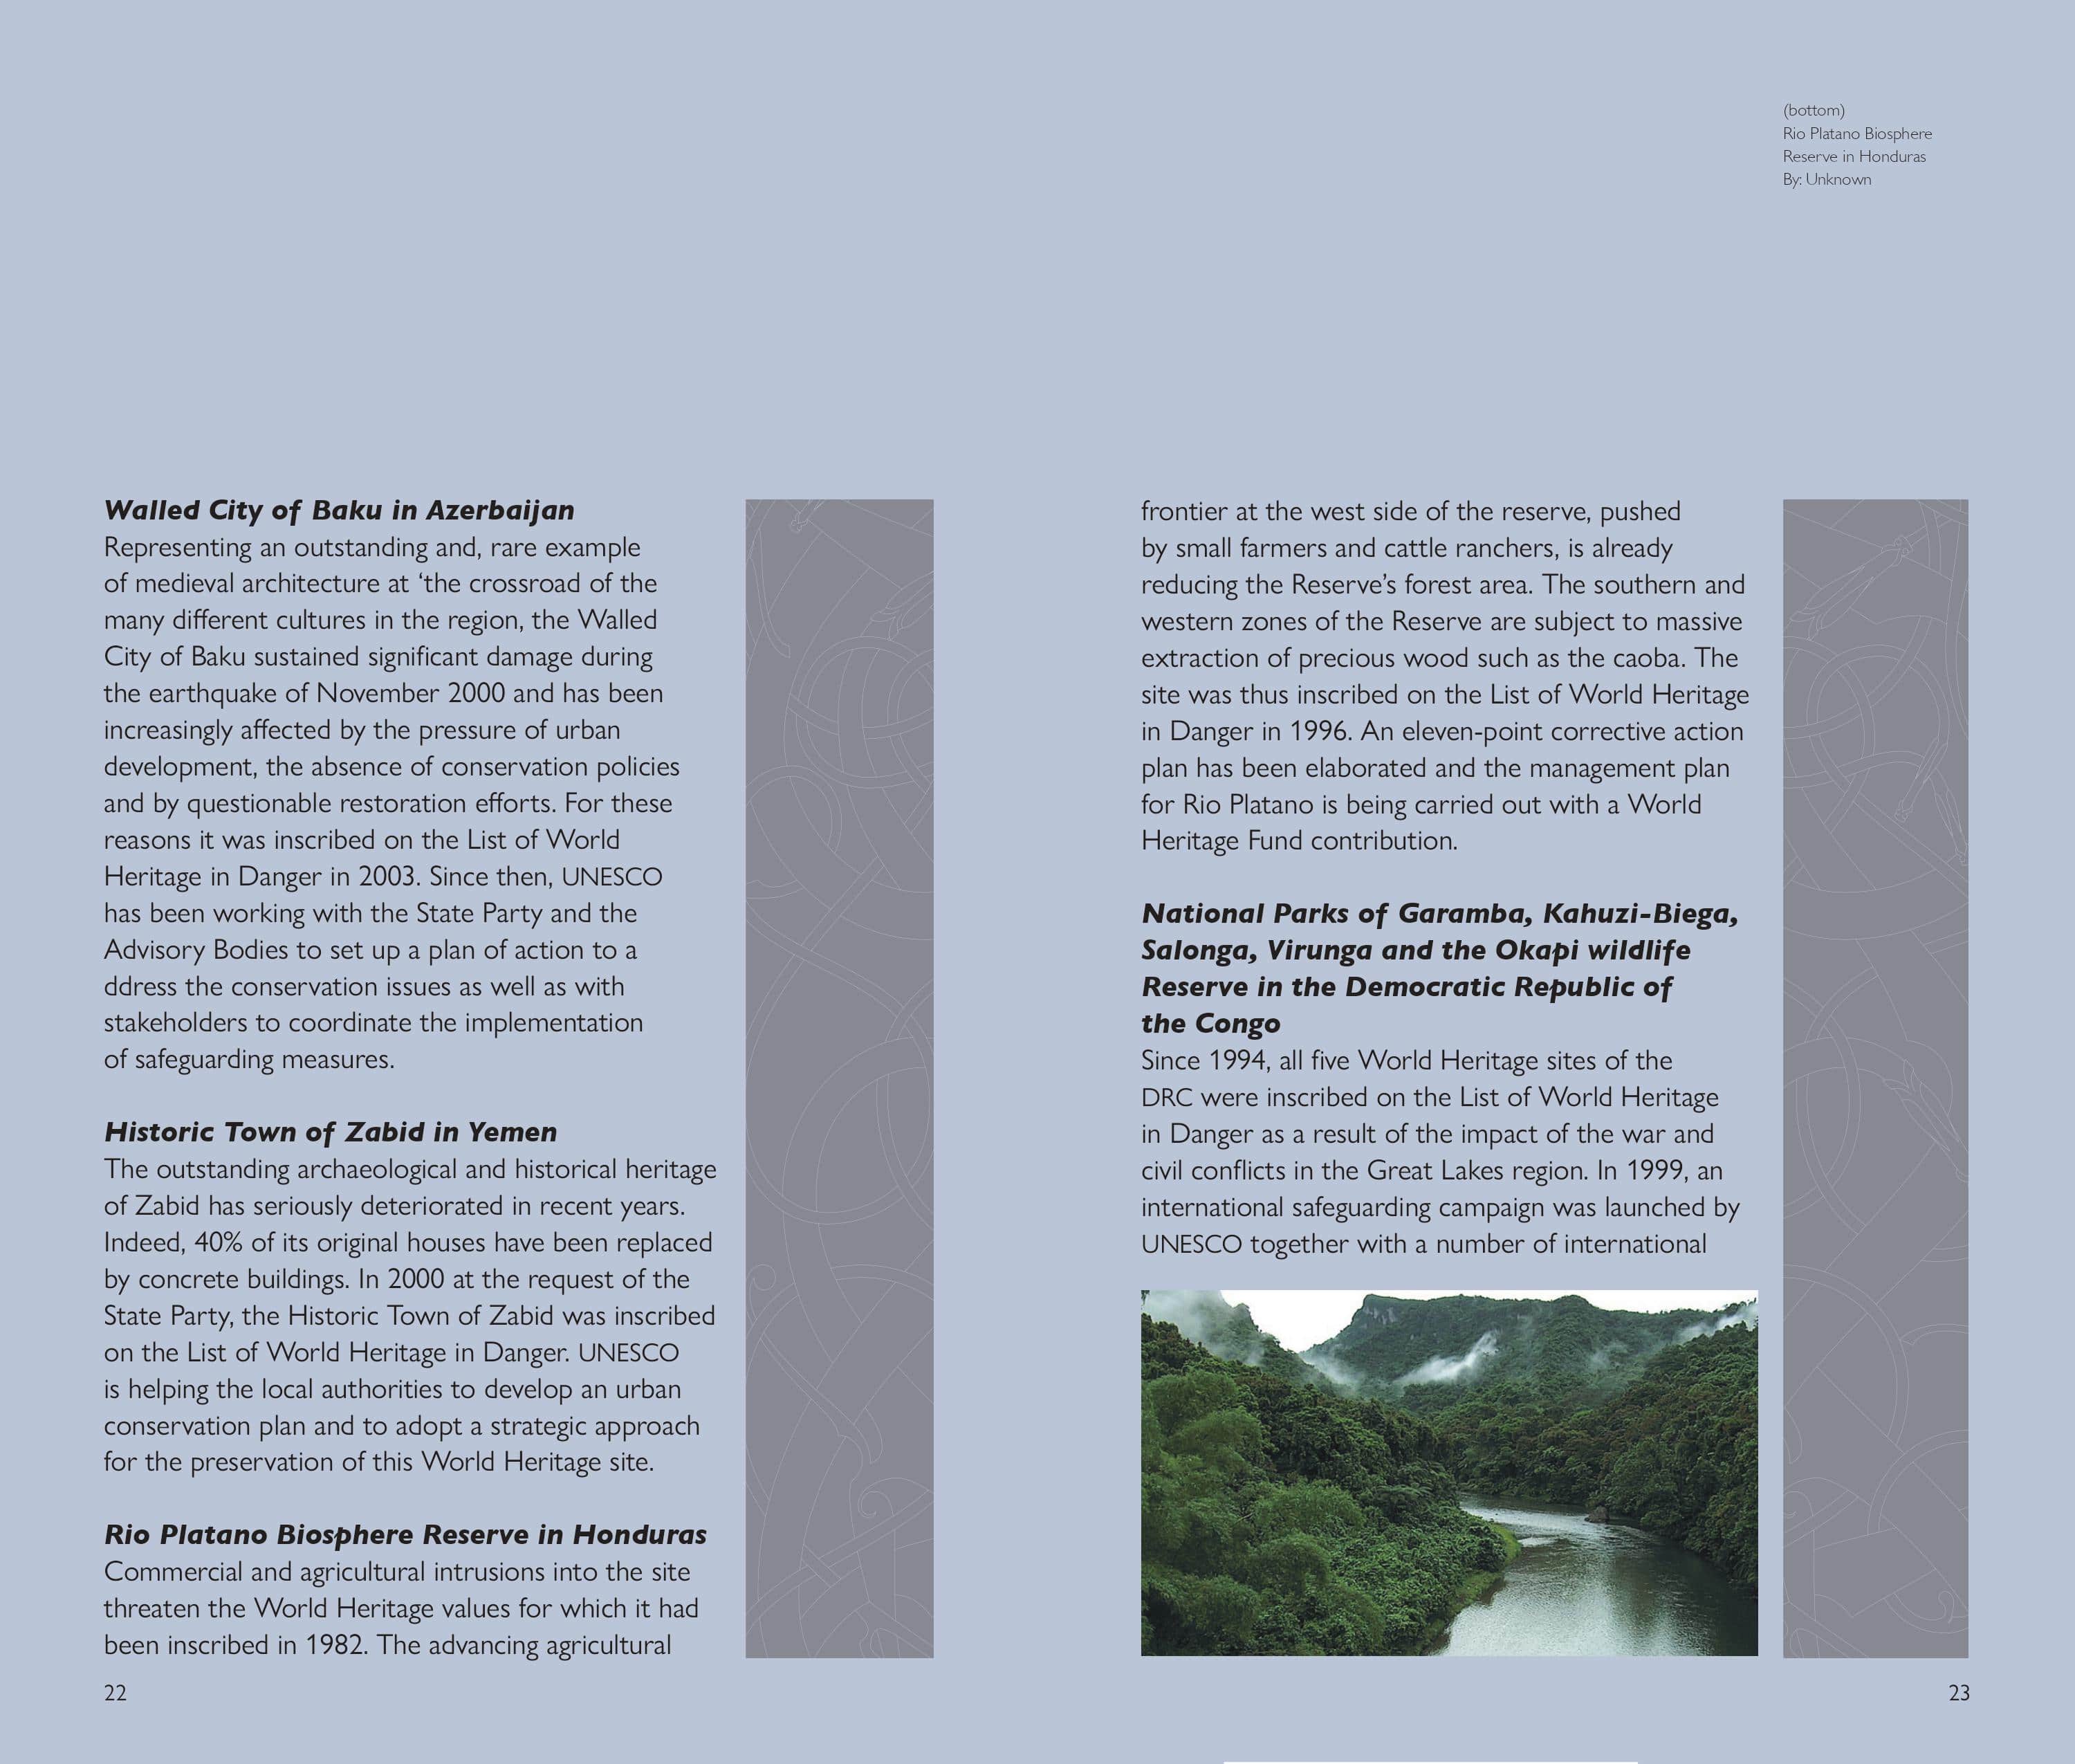 Walled City of Baku in Azerbaijan
Representing an outstanding and, rare example
of medieval architecture at ‘the crossroad of the
many different cultures in the region, the Walled
City of Baku sustained significant damage during
the earthquake of November 2000 and has been
increasingly affected by the pressure of urban
development, the absence of conservation policies
and by questionable restoration efforts. For these
reasons it was inscribed on the List of World
Heritage in Danger in 2003. Since then, UNESCO
has been working with the State Party and the
Advisory Bodies to set up a plan of action to a
ddress the conservation issues as well as with
stakeholders to coordinate the implementation
of safeguarding measures.
Historic Town of Zabid in Yemen
The outstanding archaeological and historical heritage
of Zabid has seriously deteriorated in recent years.
Indeed, 40% of its original houses have been replaced
by concrete buildings. In 2000 at the request of the
State Party, the Historic Town of Zabid was inscribed
on the List of World Heritage in Danger. UNESCO
is helping the local authorities to develop an urban
conservation plan and to adopt a strategic approach
for the preservation of this World Heritage site.
Rio Platano Biosphere Reserve in Honduras
Commercial and agricultural intrusions into the site
threaten the World Heritage values for which it had
been inscribed in 1982. The advancing agricultural
22
(bottom)
Rio Platano Biosphere
Reserve in Honduras
By: Unknown
frontier at the west side of the reserve, pushed
by small farmers and cattle ranchers, is already
reducing the Reserve’s forest area. The southern and
western zones of the Reserve are subject to massive
extraction of precious wood such as the caoba. The
site was thus inscribed on the List of World Heritage
in Danger in 1996. An eleven-point corrective action
plan has been elaborated and the management plan
for Rio Platano is being carried out with a World
Heritage Fund contribution.
National Parks of Garamba, Kahuzi-Biega,
Salonga, Virunga and the Okapi wildlife
Reserve in the Democratic Republic of
the Congo
Since 1994, all five World Heritage sites of the
DRC were inscribed on the List of World Heritage
in Danger as a result of the impact of the war and
civil conflicts in the Great Lakes region. In 1999, an
international safeguarding campaign was launched by
UNESCO together with a number of international
23